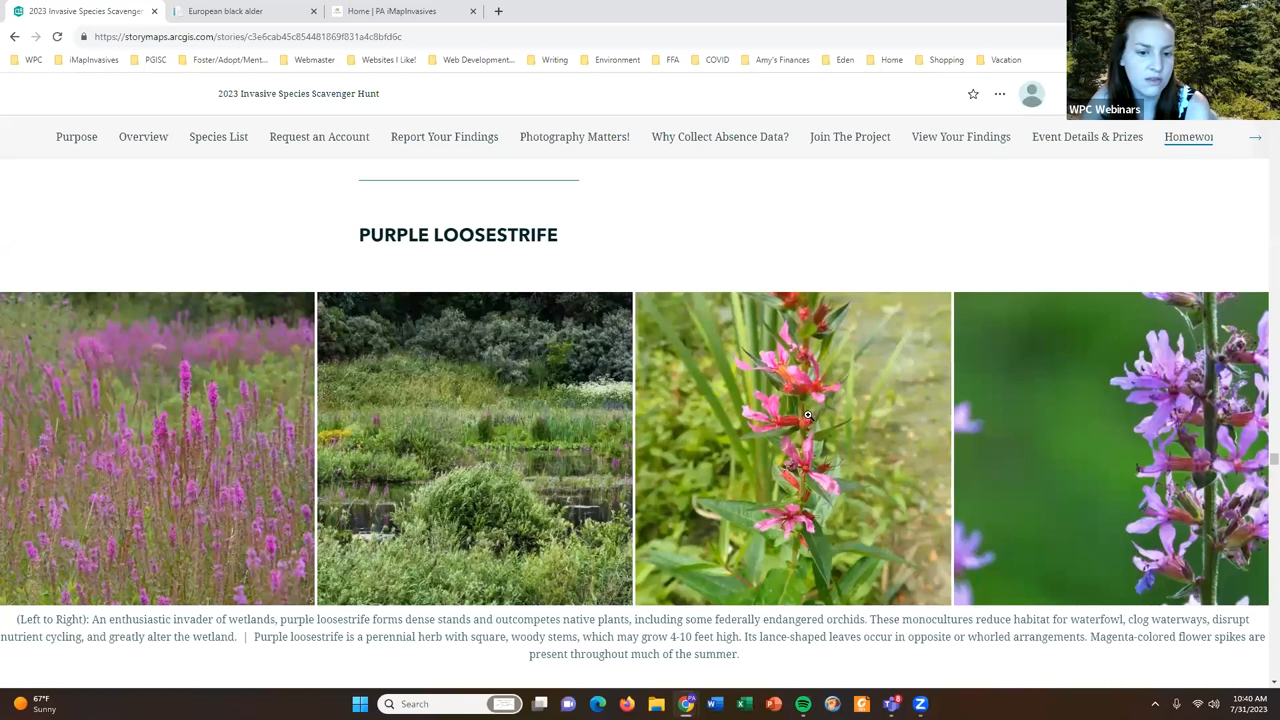 2023 Invasive Species Scavenger
European black alder
Home | PA iMapInvasives
https://storymaps.arcgis.com/stories/c3e6cab45c854481869f831a4c8bfd6c
WPC
iMapInvasives
PGISC
Foster/Adopt/Ment...
Webmaster
Websites I Like!
Web Development...
Writing
Environment
FFA
COVID
Amy's Finances
Eden
Home
Shopping
Vacation
WPC Webinars
2023 Invasive Species Scavenger Hunt
Purpose
Overview
Species List
Request an Account
Report Your Findings
Photography Matters!
Why Collect Absence Data?
Join The Project
View Your Findings
Event Details & Prizes
Homewor
PURPLE LOOSESTRIFE
(Left to Right): An enthusiastic invader of wetlands, purple loosestrife forms dense stands and outcompetes native plants, including some federally endangered orchids. These monocultures reduce habitat for waterfowl, clog waterways, disrupt
nutrient cycling, and greatly alter the wetland. | Purple loosestrife is a perennial herb with square, woody stems, which may grow 4-10 feet high. Its lance-shaped leaves occur in opposite or whorled arrangements. Magenta-colored flower spikes are
present throughout much of the summer.
67°F
Sunny
Search
PA
8
10:40 AM
7/31/2023